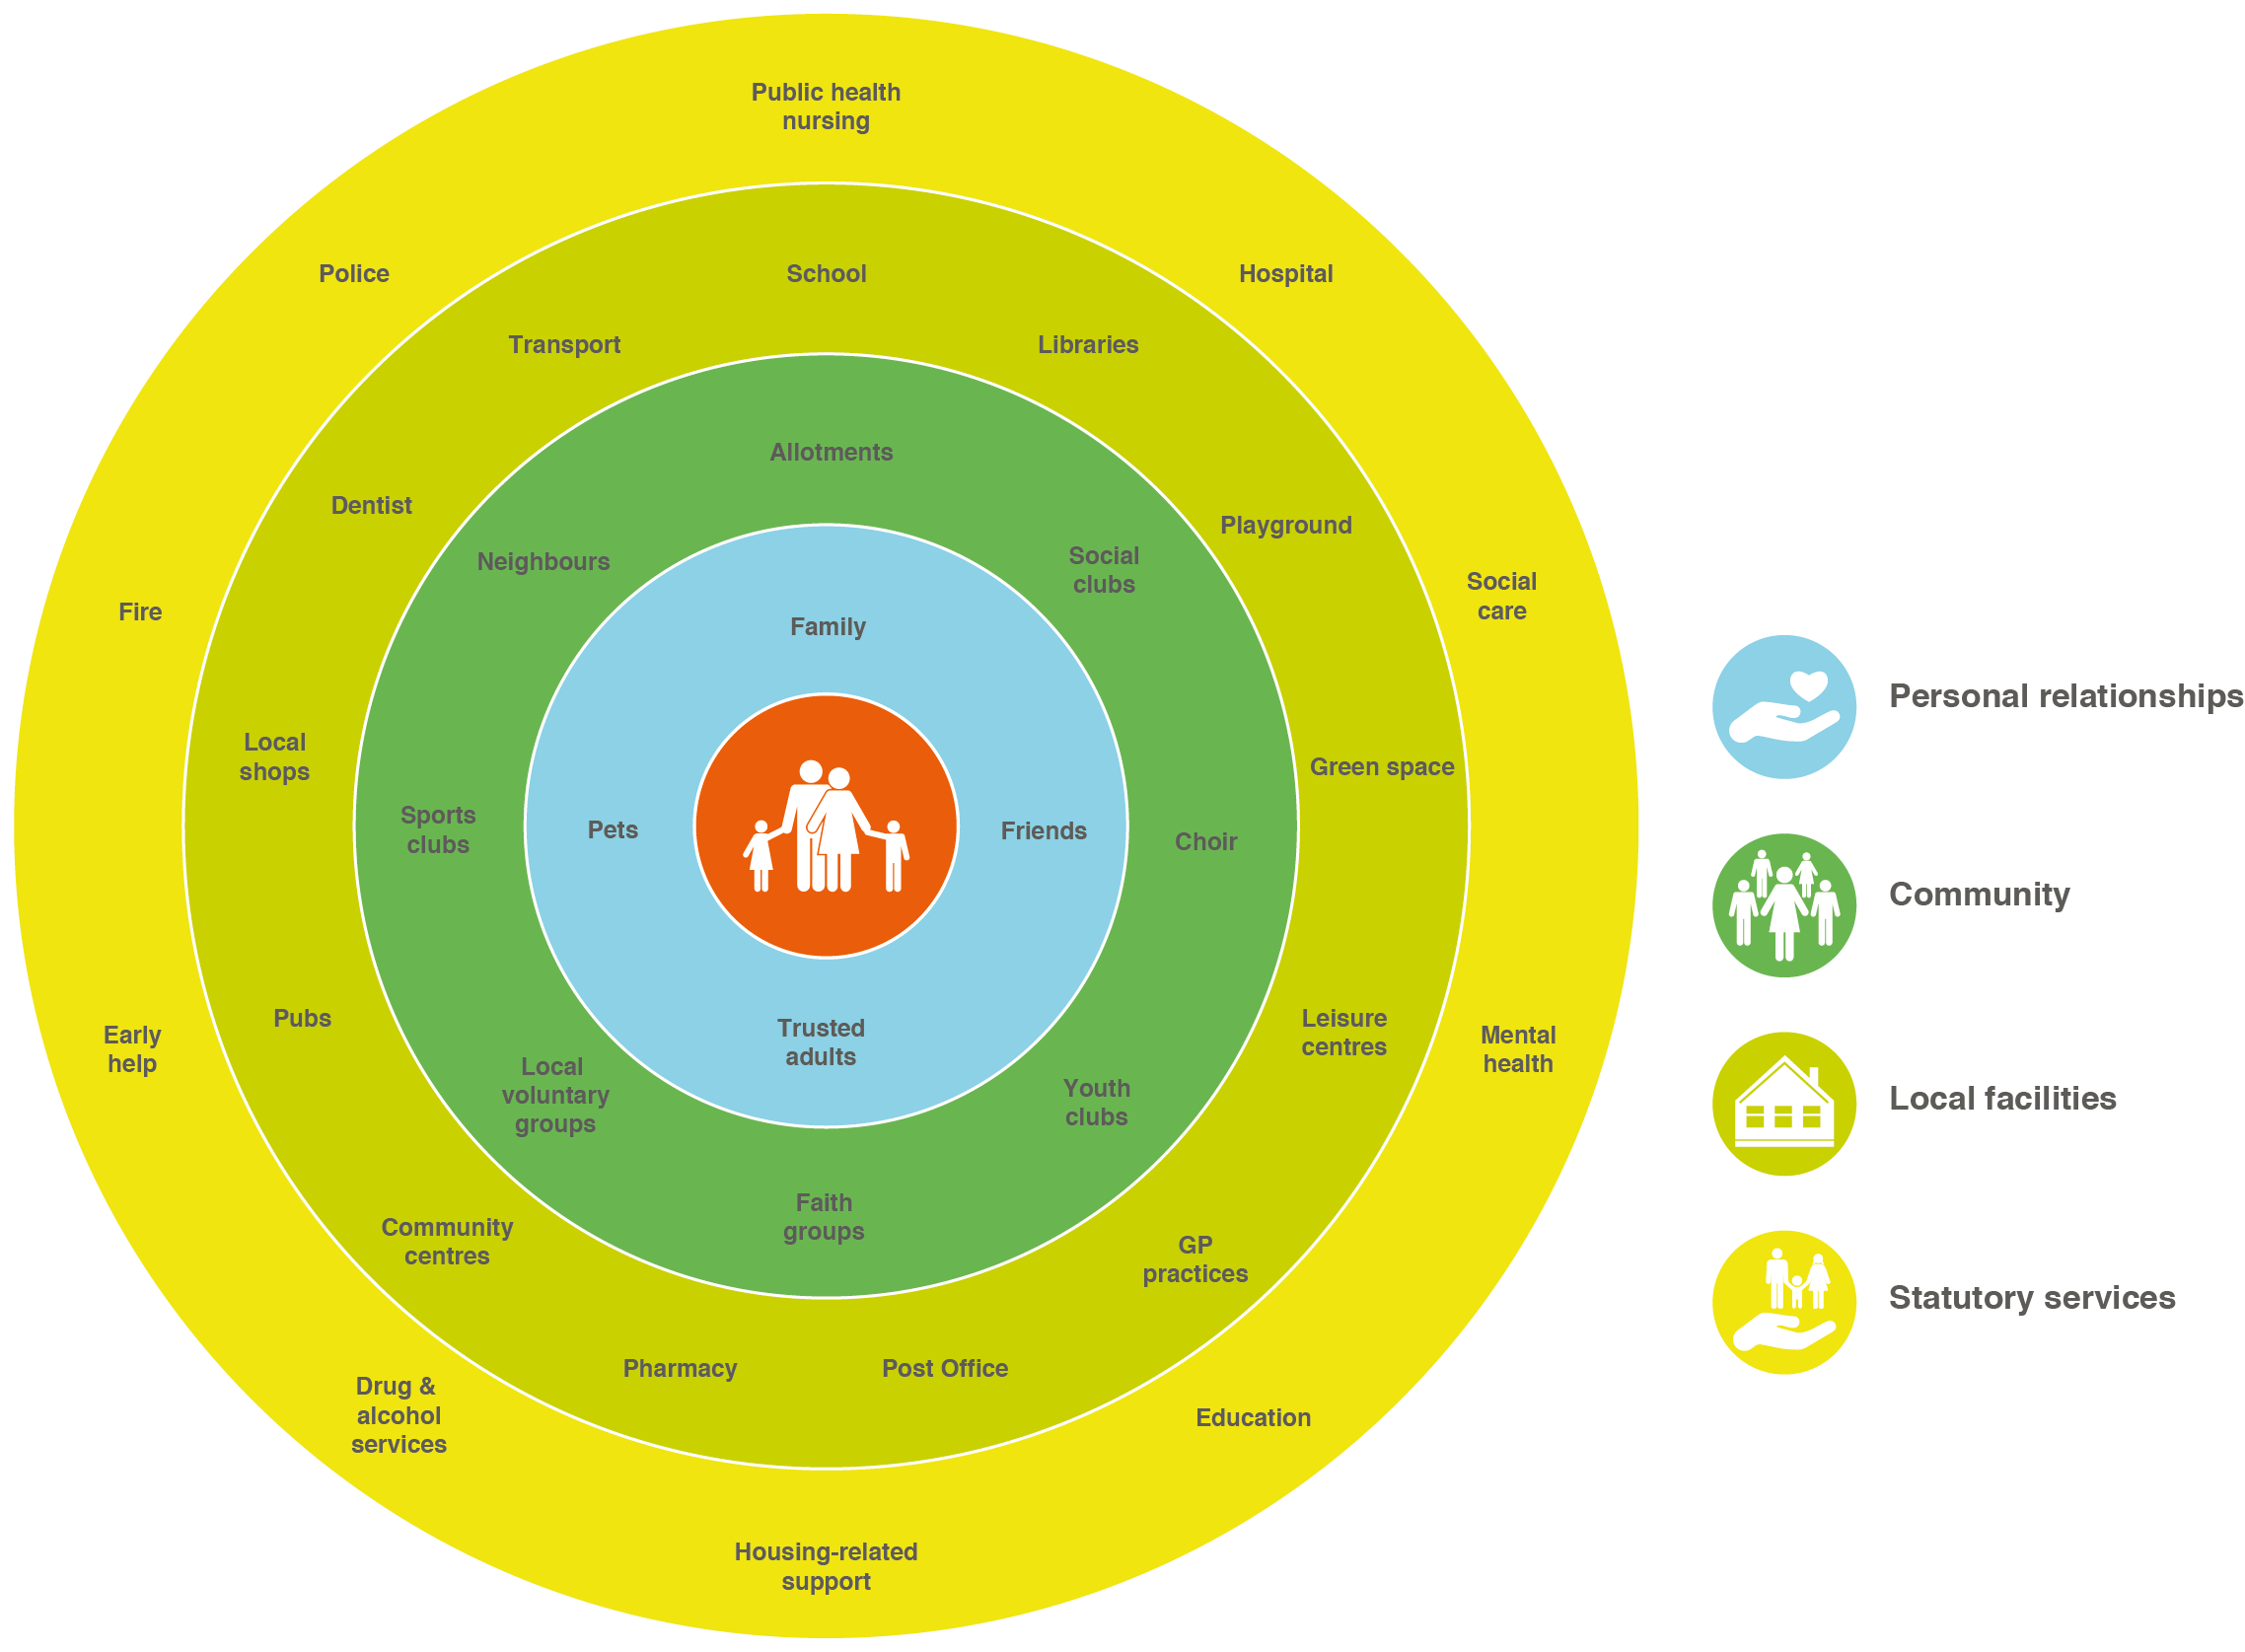 Public health
nursing
Police
School
Hospital
Transport
Libraries
Allotments
Dentist
Playground
Neighbours
Social
clubs
Fire
Family
Social
care
Local
shops
Green space
Sports
clubs
Pets
Friends
Choir
Pubs
Early
help
Trusted
adults
Leisure
centres
Mental
health
Local
voluntary
groups
Youth
clubs
Faith
groups
Community
centres
GP
practices
Pharmacy
Post Office
Drug &
alcohol
services
Education
Housing-related
support
Personal relationships
Community
Local facilities
Statutory services